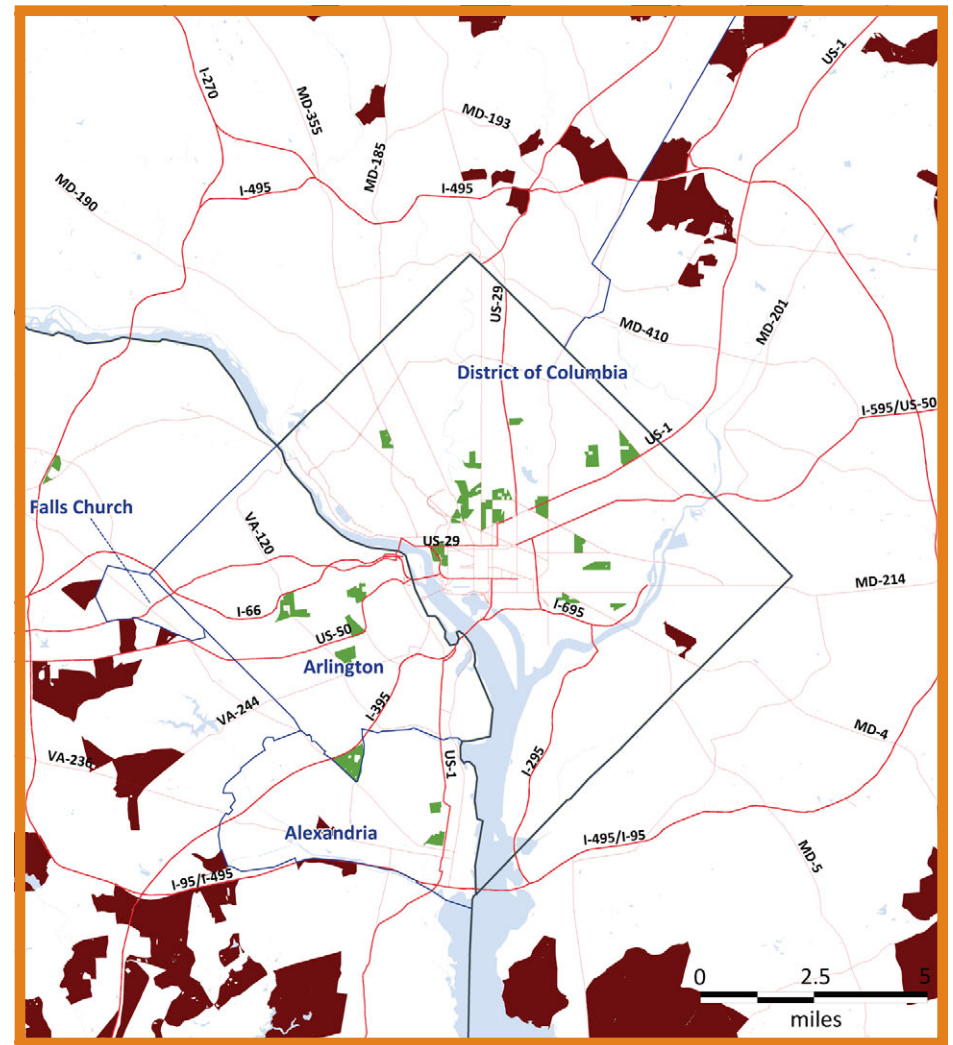 I-270
MD-355
MD-193
US-1
MD-185
MD-190
I-495
I-495
US-29
MD-201
MD-410
District of Columbia
I-595/US-50
US-1
Falls Church
VA-120
US-29
MD-214
I-66
I-695
US-50
Arlington
I-395
VA-244
MD-4
VA-236
US-1
I-295
Alexandria
I-495/I-95
MD-5
I-95/I-495
0 2.5 5
miles